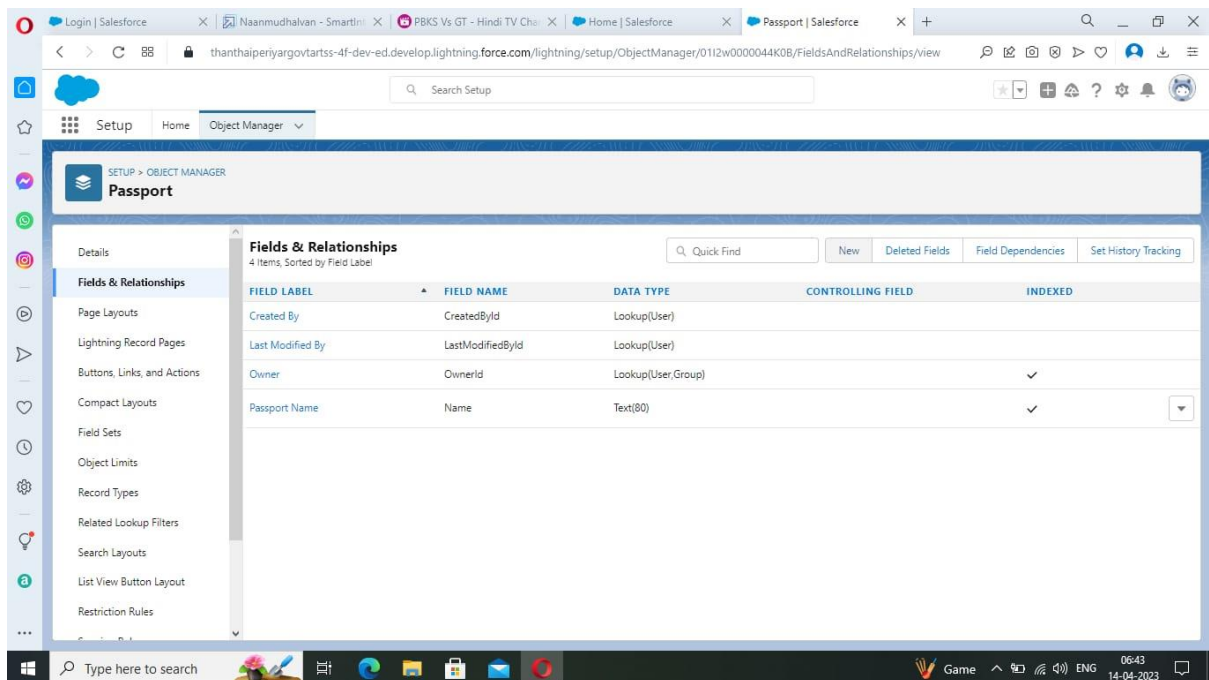 Login | Salesforce
Naanmudhalvan - SmartInt
PBKS Vs GT - Hindi TV Cha
Home | Salesforce
Passport | Salesforce
thanthaiperiyargovtartss-4f-dev-ed.develop.lightning.force.com/lightning/setup/ObjectManager/01I2w0000044K0B/FieldsAndRelationships/view
Search Setup
Setup Home Object Manager
SETUP > OBJECT MANAGER
Passport
Details
Fields & Relationships
Page Layouts
Lightning Record Pages
Buttons, Links, and Actions
Compact Layouts
Field Sets
Object Limits
Record Types
Related Lookup Filters
Search Layouts
List View Button Layout
Restriction Rules
Fields & Relationships
4 Items, Sorted by Field Label
Quick Find New Deleted Fields Field Dependencies Set History Tracking
FIELD LABEL FIELD NAME DATA TYPE CONTROLLING FIELD INDEXED
Created By CreatedById Lookup(User)
Last Modified By LastModifiedById Lookup(User)
Owner OwnerId Lookup(User,Group)
Passport Name Name Text(80)
Type here to search
Game ENG 06:43
14-04-2023